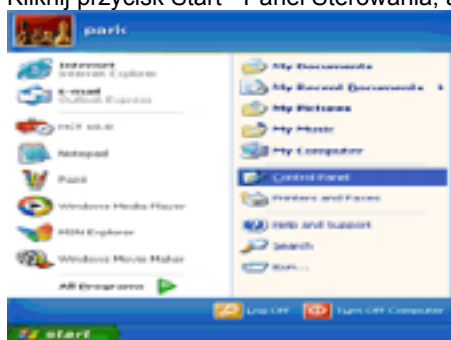 Kliknij przycisk Start - Panel Sterowania, a
park
Internet
Internet Explorer
E-mail
Outlook Express
Notepad
Paint
Windows Media Player
MSN Explorer
Windows Movie Maker
All Programs
My Documents
My Recent Documents
My Pictures
My Music
My Computer
Control Panel
Printers and Faxes
Help and Support
Search
Run...
Log Off
Turn Off Computer
start